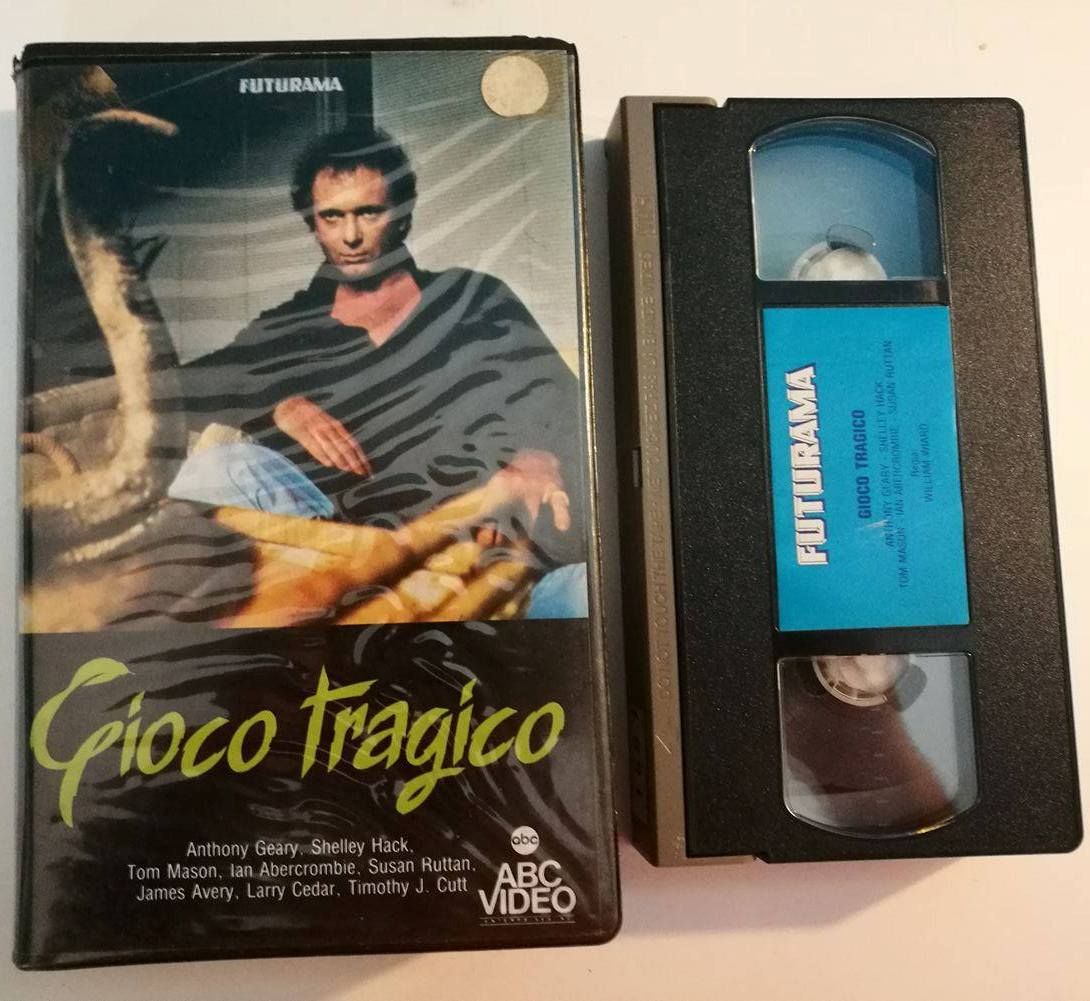 FUTURAMA
Gioco Tragico
Anthony Geary, Shelley Hack,
Tom Mason, Ian Abercrombie, Susan Ruttan,
James Avery, Larry Cedar, Timothy J. Cutt
abc
ABC
VIDEO
FUTURAMA
GIOCO TRAGICO
ANTHONY GEARY - SHELLEY HACK
TOM MASON - IAN ABERCROMBIE - SUSAN RUTTAN
Regia:
WILLIAM WIARD